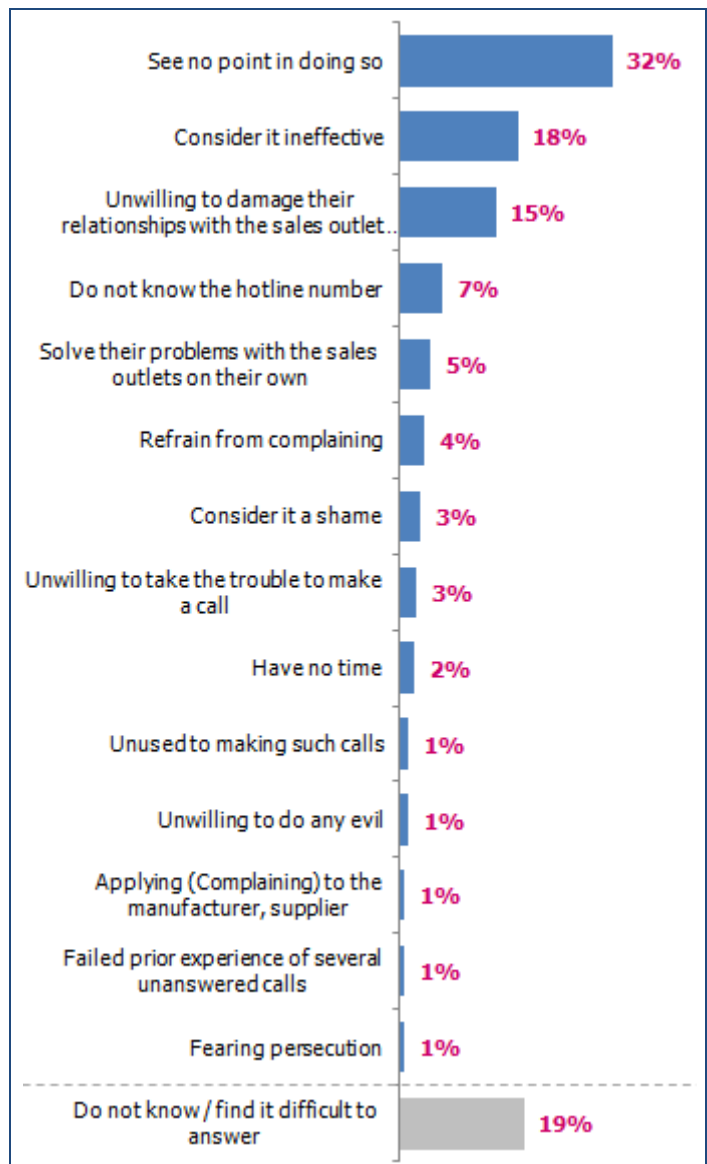 See no point in doing so
32%
Consider it ineffective
18%
Unwilling to damage their
relationships with the sales outlet ..
15%
Do not know the hotline number
7%
Solve their problems with the sales
outlets on their own
5%
Refrain from complaining
4%
Consider it a shame
3%
Unwilling to take the trouble to make
a call
3%
Have no time
2%
Unused to making such calls
1%
Unwilling to do any evil
1%
Applying (Complaining) to the
manufacturer, supplier
1%
Failed prior experience of several
unanswered calls
1%
Fearing persecution
1%
Do not know / find it difficult to
answer
19%